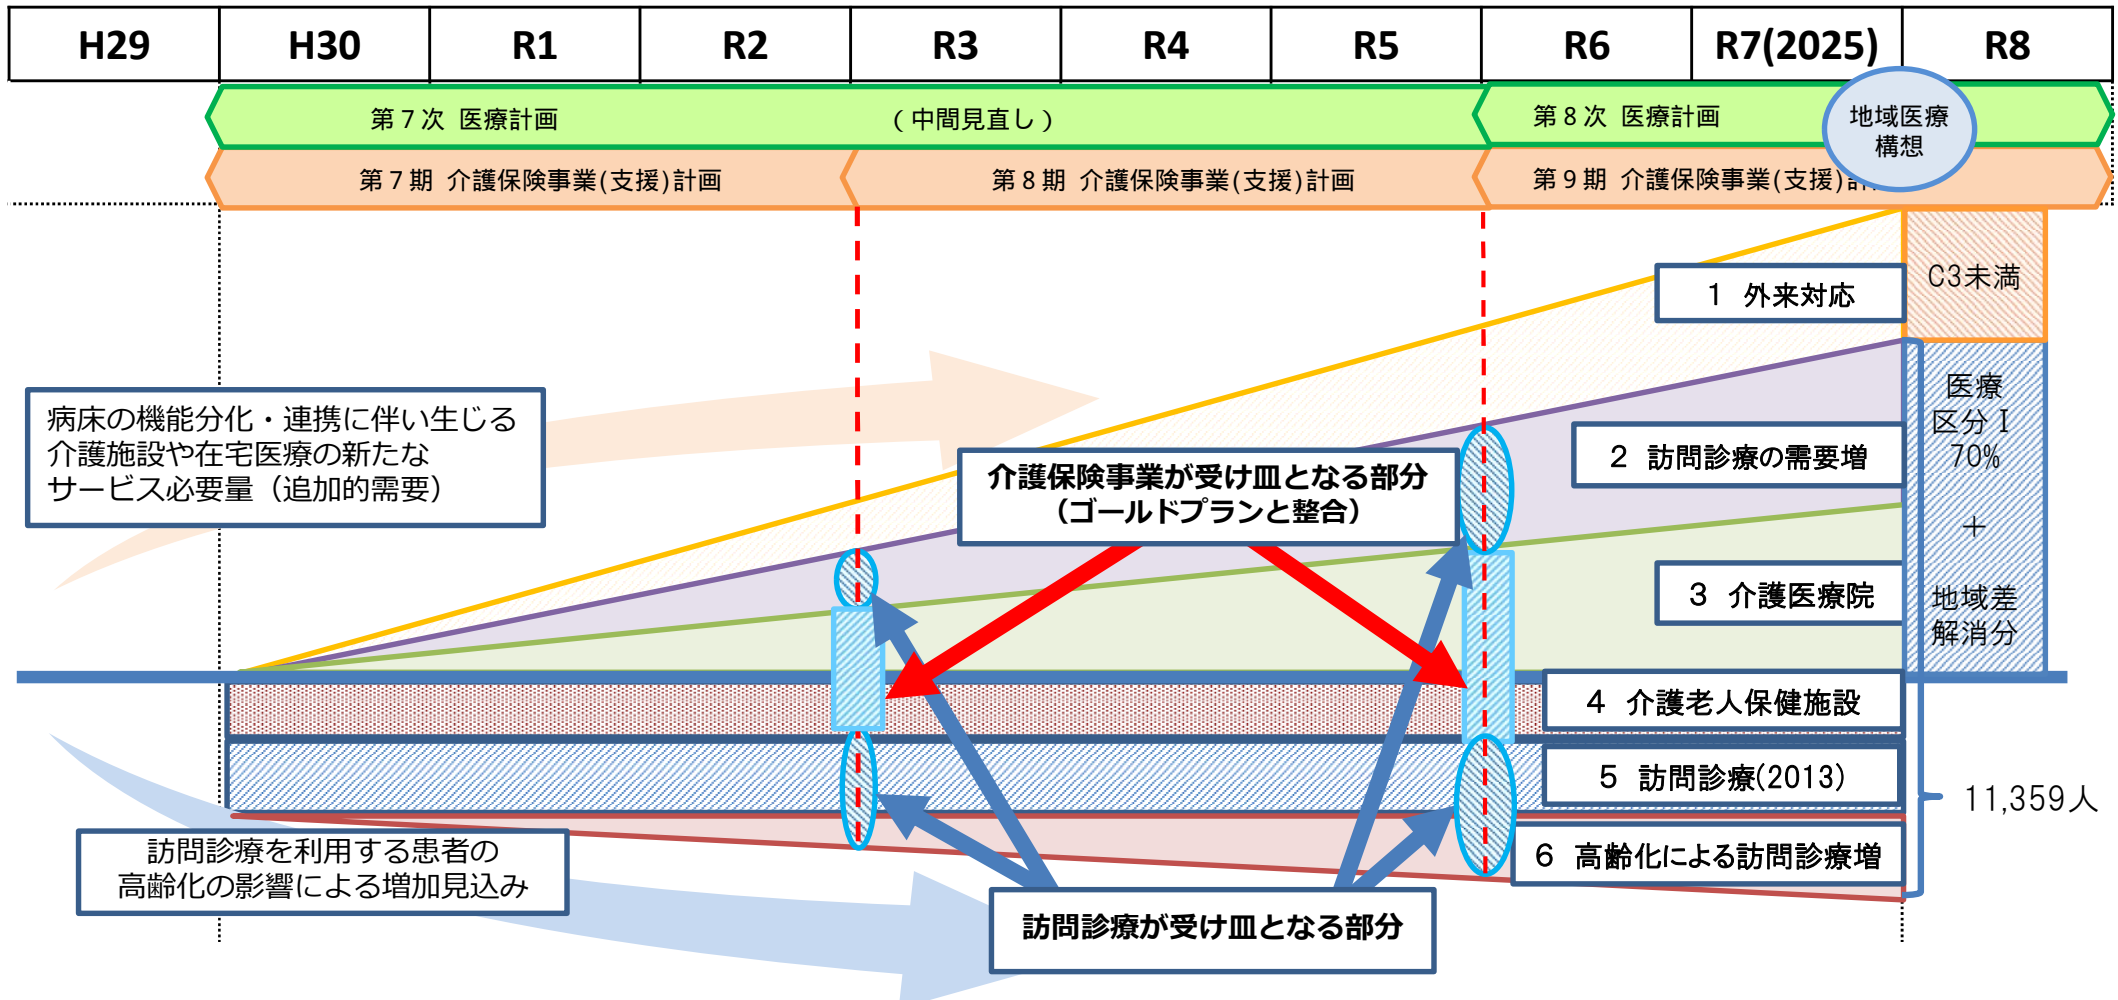 H29 H30 R1 R2 R3 R4 R5 R6 R7(2025) R8
第7次 医療計画 (中間見直し) 第8次 医療計画
地域医療
構想
第7期 介護保険事業(支援)計画 第8期 介護保険事業(支援)計画 第9期 介護保険事業(支援)計
C3未満
1 外来対応
病床の機能分化・連携に伴い生じる
介護施設や在宅医療の新たな
サービス必要量(追加的需要)
医療
区分Ⅰ
70%
+
地域差
解消分
2 訪問診療の需要増
介護保険事業が受け皿となる部分
(ゴールドプランと整合)
3 介護医療院
4 介護老人保健施設
5 訪問診療(2013)
11,359人
訪問診療を利用する患者の
高齢化の影響による増加見込み
6 高齢化による訪問診療増
訪問診療が受け皿となる部分